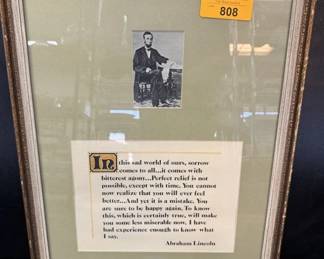 808
In this sad world of ours, sorrow
comes to all...it comes with
bitterest agony...Perfect relief is not
possible, except with time. You cannot
now realize that you will ever feel
better...And yet it is a mistake. You
are sure to be happy again. To know
this, which is certainly true, will make
you some less miserable now. I have
had experience enough to know what
I say.
Abraham Lincoln